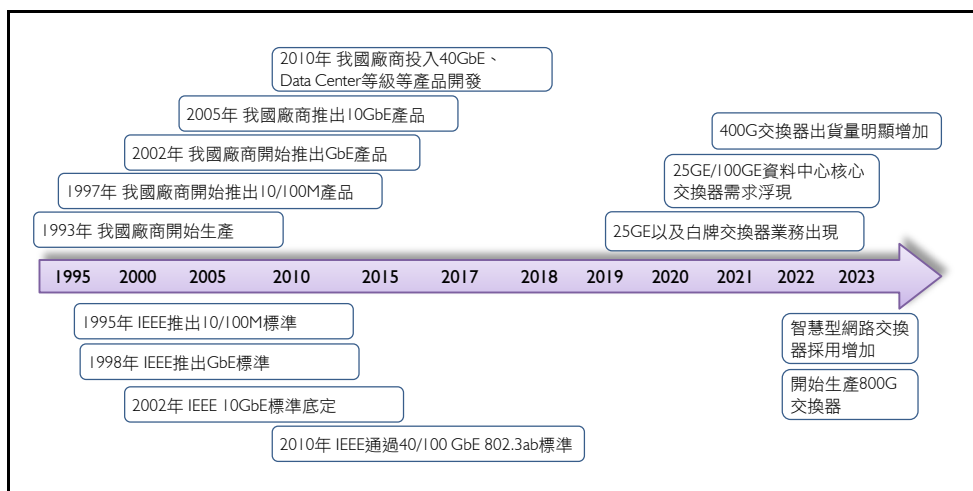 2010年 我國廠商投入40GbE、
Data Center等級等產品開發
2005年 我國廠商推出10GbE產品
2002年 我國廠商開始推出GbE產品
1997年 我國廠商開始推出10/100M產品
1993年 我國廠商開始生產
400G交換器出貨量明顯增加
25GE/100GE資料中心核心
交換器需求浮現
25GE以及白牌交換器業務出現
1995 2000 2005 2010 2015 2017 2018 2019 2020 2021 2022 2023
1995年 IEEE推出10/100M標準
1998年 IEEE推出GbE標準
2002年 IEEE 10GbE標準底定
2010年 IEEE通過40/100 GbE 802.3ab標準
智慧型網路交換
器採用增加
開始生產800G
交換器